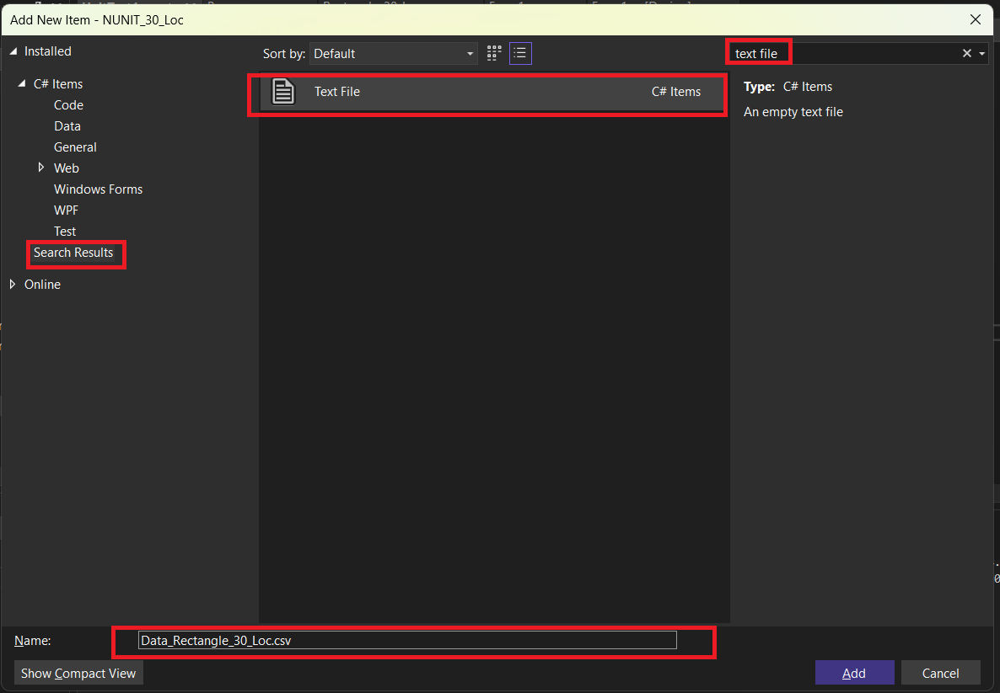 Add New Item - NUNIT_30_Loc
Installed
Sort by: Default
text file
C# Items
Code
Data
General
Web
Windows Forms
WPF
Test
Search Results
Online
Text File C# Items
Type: C# Items
An empty text file
Name: Data_Rectangle_30_Loc.csv
Show Compact View
Add
Cancel